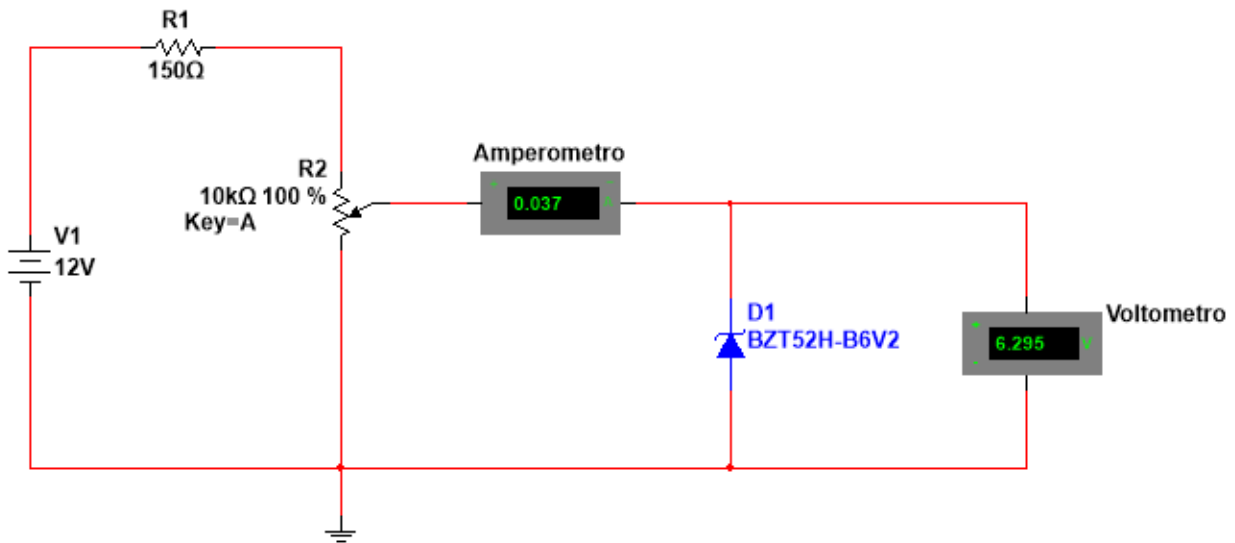 R1
150Ω
R2
10kΩ 100 %
Key=A
V1
12V
Amperometro
+ -
0.037 A
D1
BZT52H-B6V2
Voltometro
+
6.295 V
-